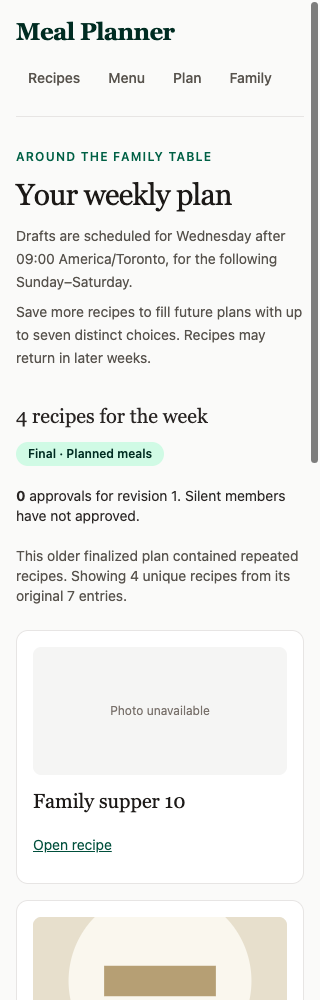 Meal Planner
Recipes Menu Plan Family
AROUND THE FAMILY TABLE
Your weekly plan
Drafts are scheduled for Wednesday after
09:00 America/Toronto, for the following
Sunday–Saturday.
Save more recipes to fill future plans with up
to seven distinct choices. Recipes may
return in later weeks.
4 recipes for the week
Final · Planned meals
0 approvals for revision 1. Silent members
have not approved.
This older finalized plan contained repeated
recipes. Showing 4 unique recipes from its
original 7 entries.
Photo unavailable
Family supper 10
Open recipe